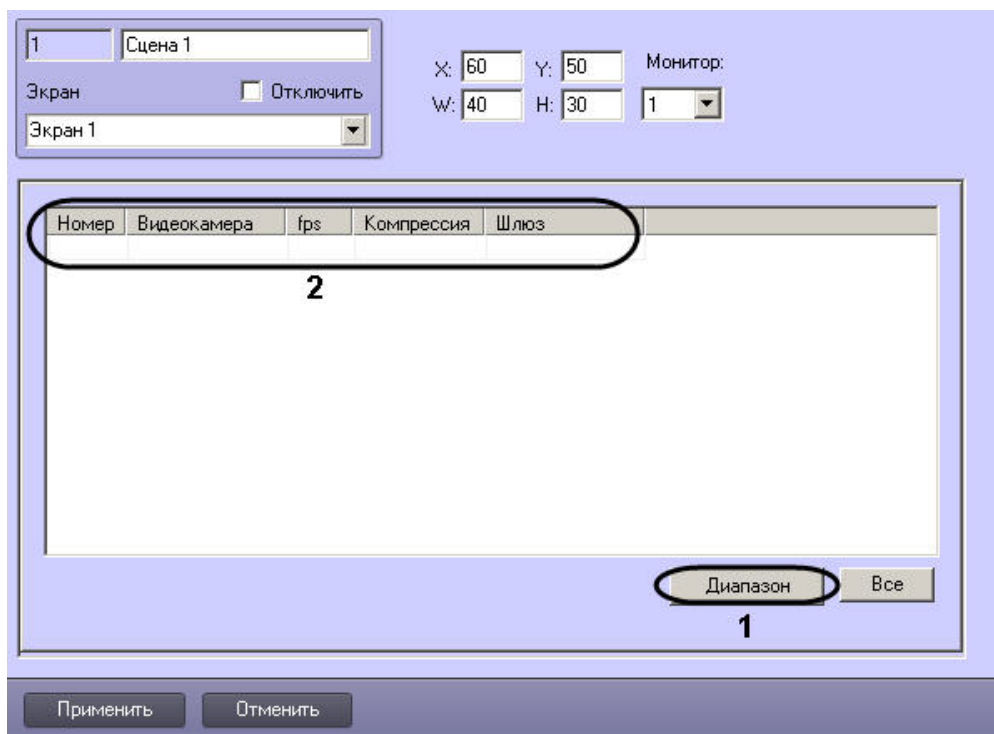 1 Сцена 1
Экран Отключить
Экран 1
X: 60 Y: 50 Монитор:
W: 40 H: 30 1
Номер Видеокамера fps Компрессия Шлюз
2
Диапазон Все
1
Применить Отменить